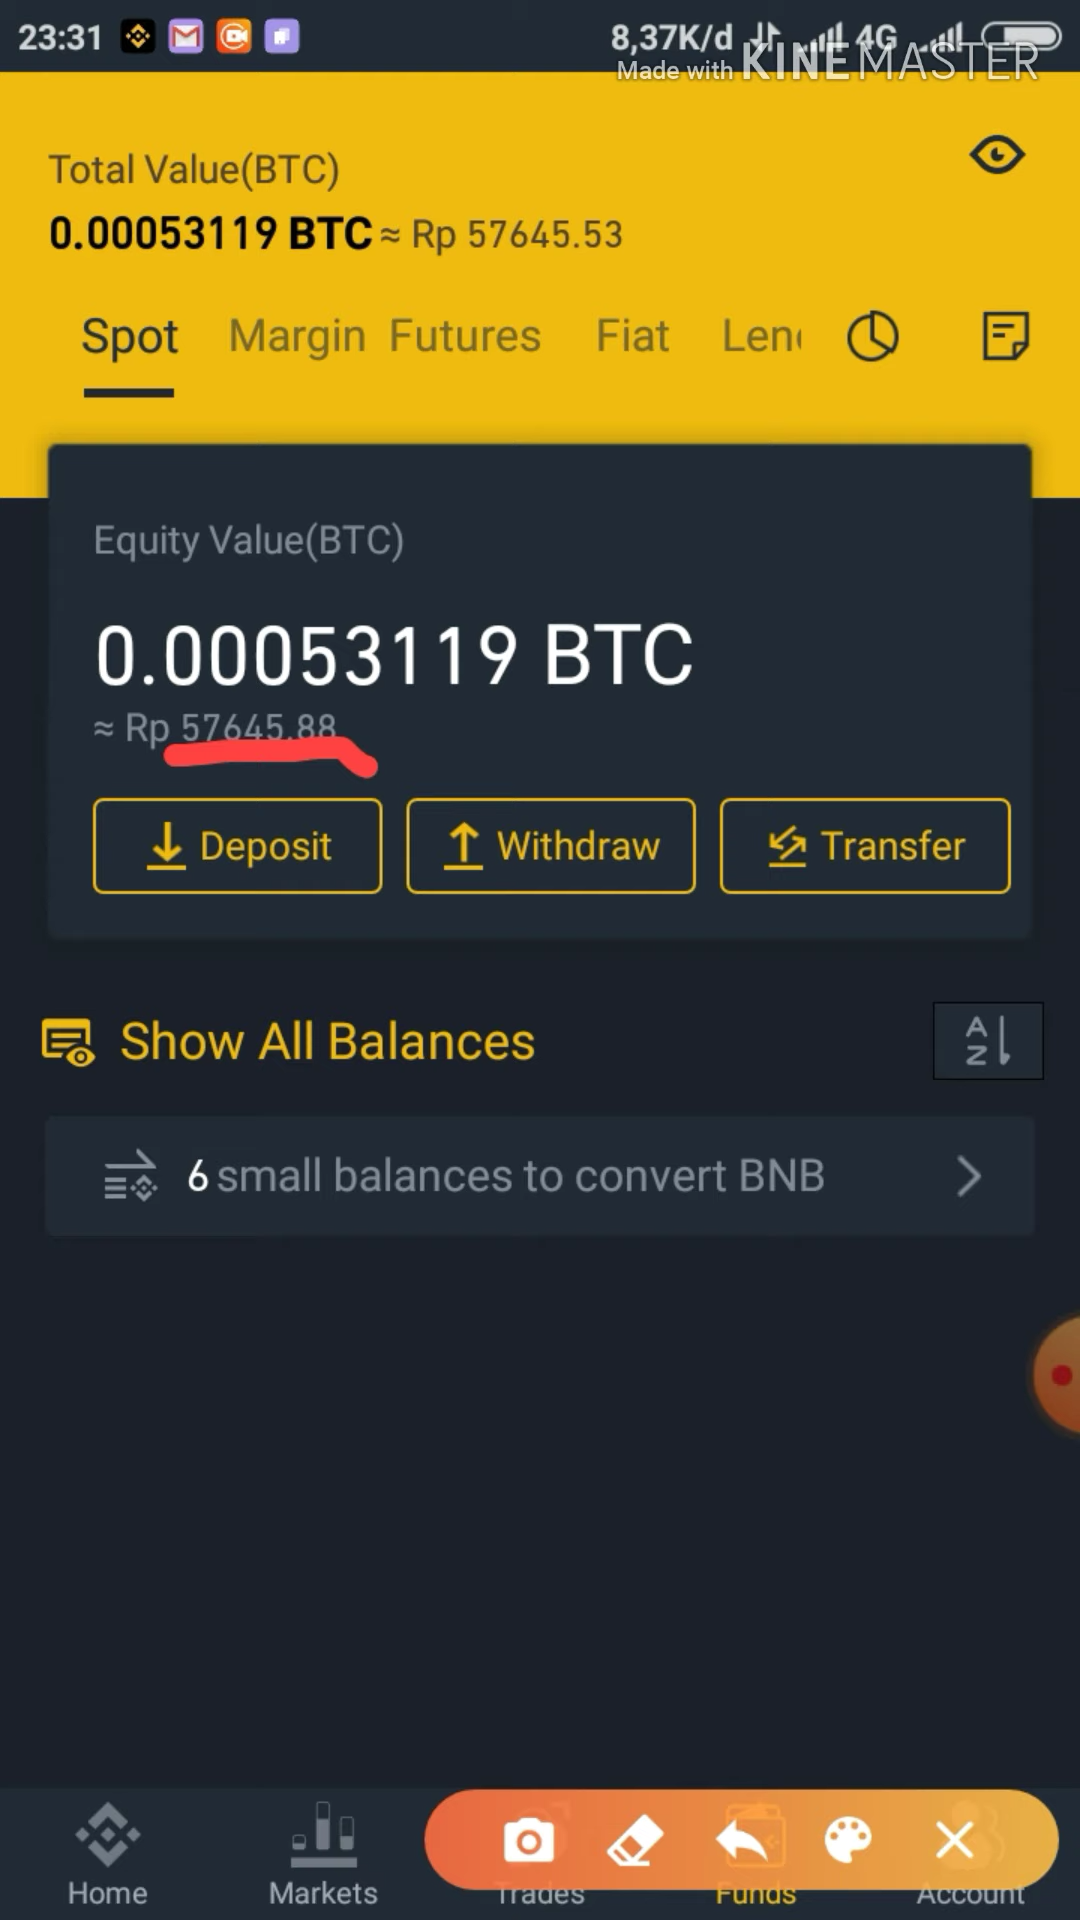 23:31
8,37K/d 4G
Made with KINEMASTER
Total Value(BTC)
0.00053119 BTC ≈ Rp 57645.53
Spot Margin Futures Fiat Len
Equity Value(BTC)
0.00053119 BTC
≈ Rp 57645.88
Deposit Withdraw Transfer
Show All Balances
A
Z
6 small balances to convert BNB
Home Markets Trades Funds Account